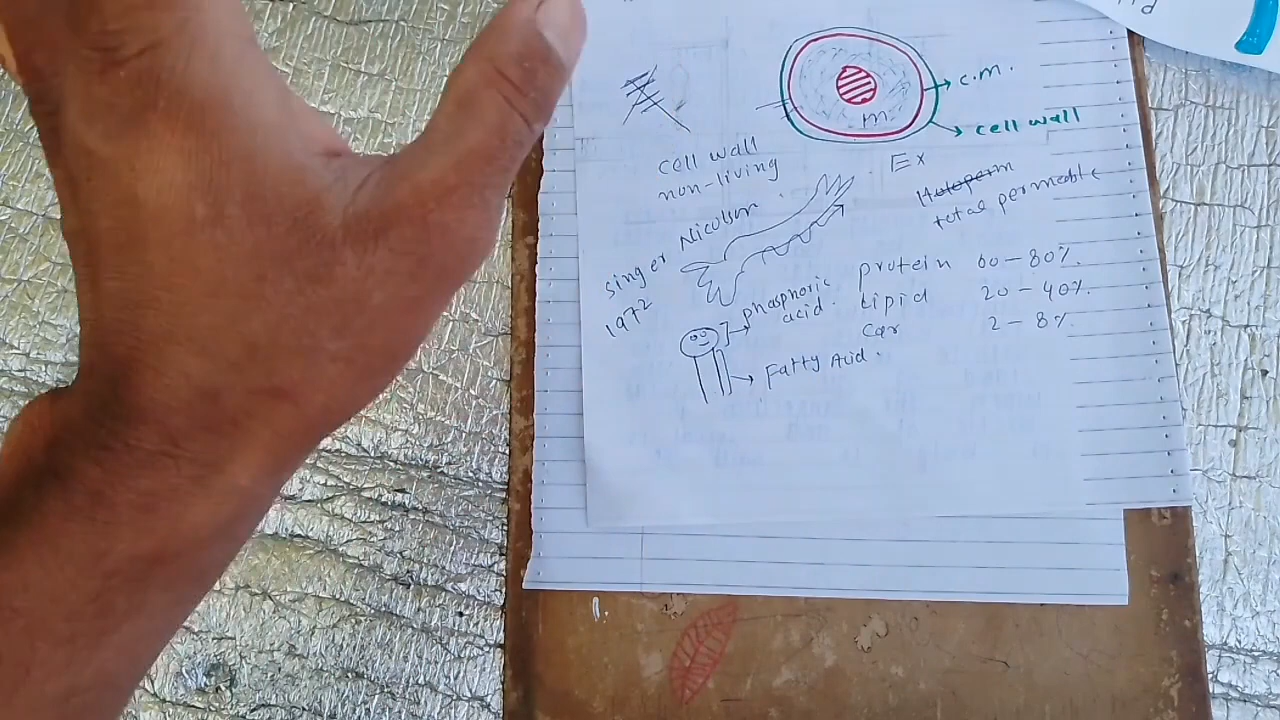 c.m.
m
cell wall
cell wall
non-living
Ex
total permeable
Singer Nicolson
1972
phasphoric
acid.
protein 60-80%.
Lipid 20-40%.
Car 2-8%.
Fatty Acid.